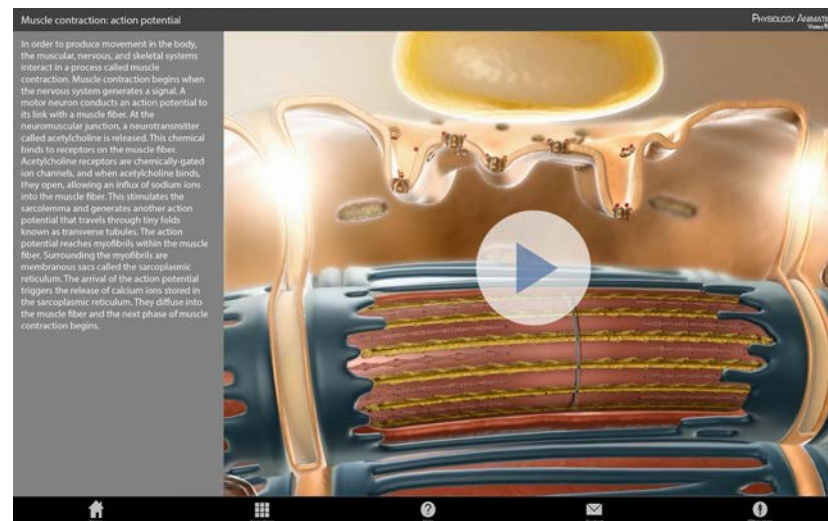 Muscle contraction: action potential
PHYSIOLOGY
In order to produce movement in the body,
the muscular, nervous, and skeletal systems
interact in a process called muscle
contraction. Muscle contraction begins when
the nervous system generates a signal. A
motor neuron conducts an action potential to
its link with a muscle fiber. At the
neuromuscular junction, a neurotransmitter
called acetylcholine is released. This chemical
binds to receptors on the muscle fiber.
Acetylcholine receptors are chemically-gated
ion channels, and when acetylcholine binds,
they open, allowing an influx of sodium ions
into the muscle fiber. This stimulates the
sarcolemma and generates another action
potential that travels through tiny folds
known as transverse tubules. The action
potential reaches myofibrils within the muscle
fiber. Surrounding the myofibrils are
membranous sacs called the sarcoplasmic
reticulum. The arrival of the action potential
triggers the release of calcium ions stored in
the sarcoplasmic reticulum. They diffuse into
the muscle fiber and the next phase of muscle
contraction begins.